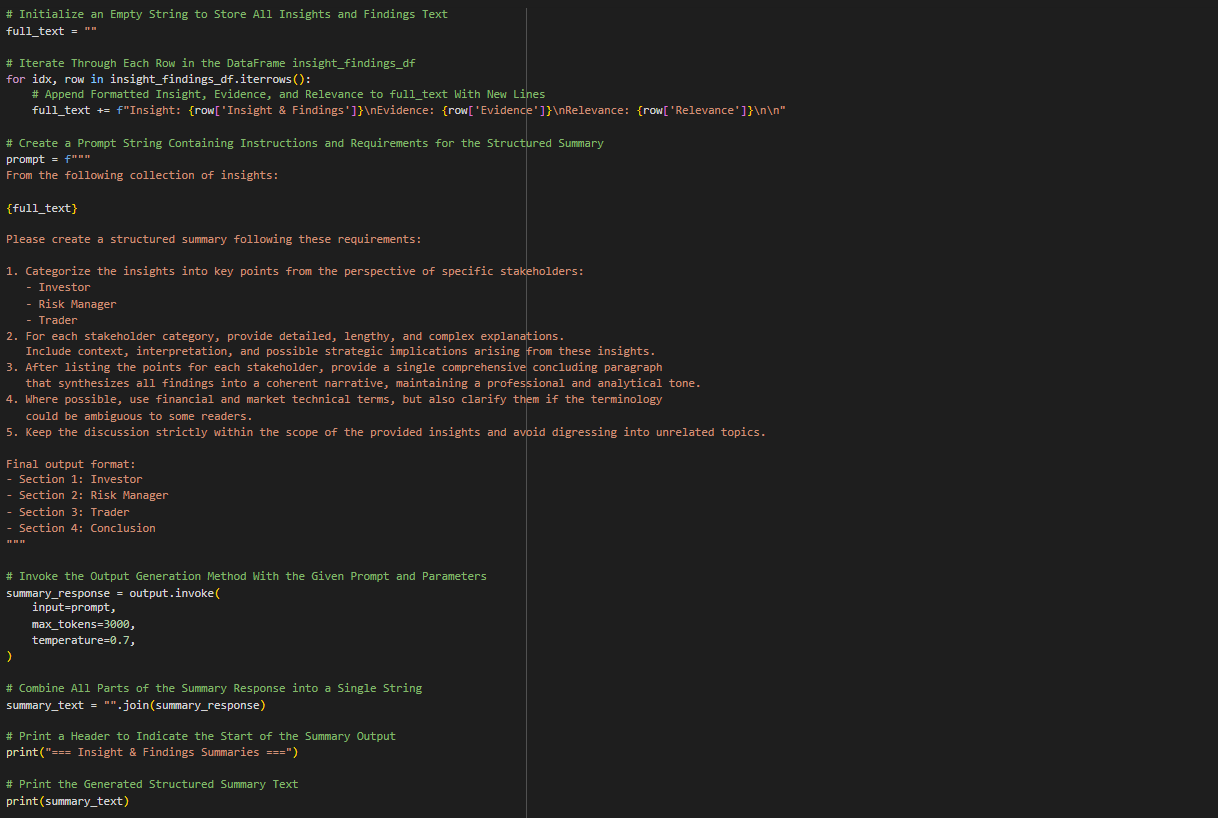 # Initialize an Empty String to Store All Insights and Findings Text
full_text = ""

# Iterate Through Each Row in the DataFrame insight_findings_df
for idx, row in insight_findings_df.iterrows():
    # Append Formatted Insight, Evidence, and Relevance to full_text With New Lines
    full_text += f"Insight: {row['Insight & Findings']}\nEvidence: {row['Evidence']}\nRelevance: {row['Relevance']}\n\n"

# Create a Prompt String Containing Instructions and Requirements for the Structured Summary
prompt = f"""
From the following collection of insights:

{full_text}

Please create a structured summary following these requirements:

1. Categorize the insights into key points from the perspective of specific stakeholders:
   - Investor
   - Risk Manager
   - Trader
2. For each stakeholder category, provide detailed, lengthy, and complex explanations.
   Include context, interpretation, and possible strategic implications arising from these insights.
3. After listing the points for each stakeholder, provide a single comprehensive concluding paragraph
   that synthesizes all findings into a coherent narrative, maintaining a professional and analytical tone.
4. Where possible, use financial and market technical terms, but also clarify them if the terminology
   could be ambiguous to some readers.
5. Keep the discussion strictly within the scope of the provided insights and avoid digressing into unrelated topics.

Final output format:
- Section 1: Investor
- Section 2: Risk Manager
- Section 3: Trader
- Section 4: Conclusion
"""

# Invoke the Output Generation Method With the Given Prompt and Parameters
summary_response = output.invoke(
    input=prompt,
    max_tokens=3000,
    temperature=0.7,
)

# Combine All Parts of the Summary Response into a Single String
summary_text = "".join(summary_response)

# Print a Header to Indicate the Start of the Summary Output
print("=== Insight & Findings Summaries ===")

# Print the Generated Structured Summary Text
print(summary_text)